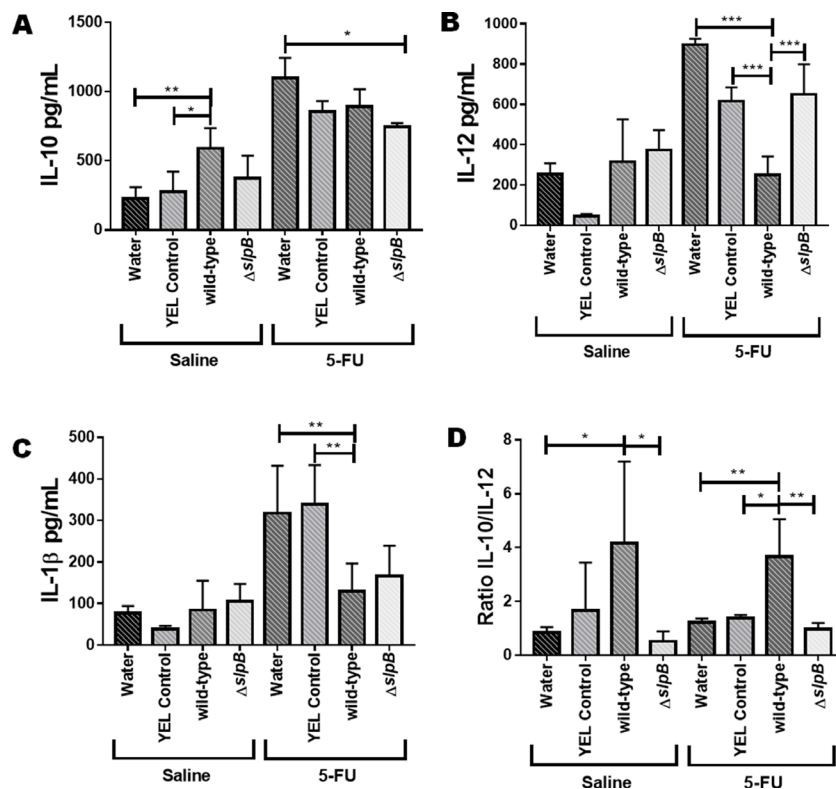 A
IL-10 pg/mL
1500
1000
500
0
**
*
*
Water
YEL Control
wild-type
ΔslpB
Water
YEL Control
wild-type
ΔslpB
Saline
5-FU
B
IL-12 pg/mL
1000
800
600
400
200
0
***
***
***
Water
YEL Control
wild-type
ΔslpB
Water
YEL Control
wild-type
ΔslpB
Saline
5-FU
C
IL-1β pg/mL
500
400
300
200
100
0
**
**
Water
YEL Control
wild-type
ΔslpB
Water
YEL Control
wild-type
ΔslpB
Saline
5-FU
D
Ratio IL-10/IL-12
8
6
4
2
0
*
*
**
*
**
Water
YEL Control
wild-type
ΔslpB
Water
YEL Control
wild-type
ΔslpB
Saline
5-FU